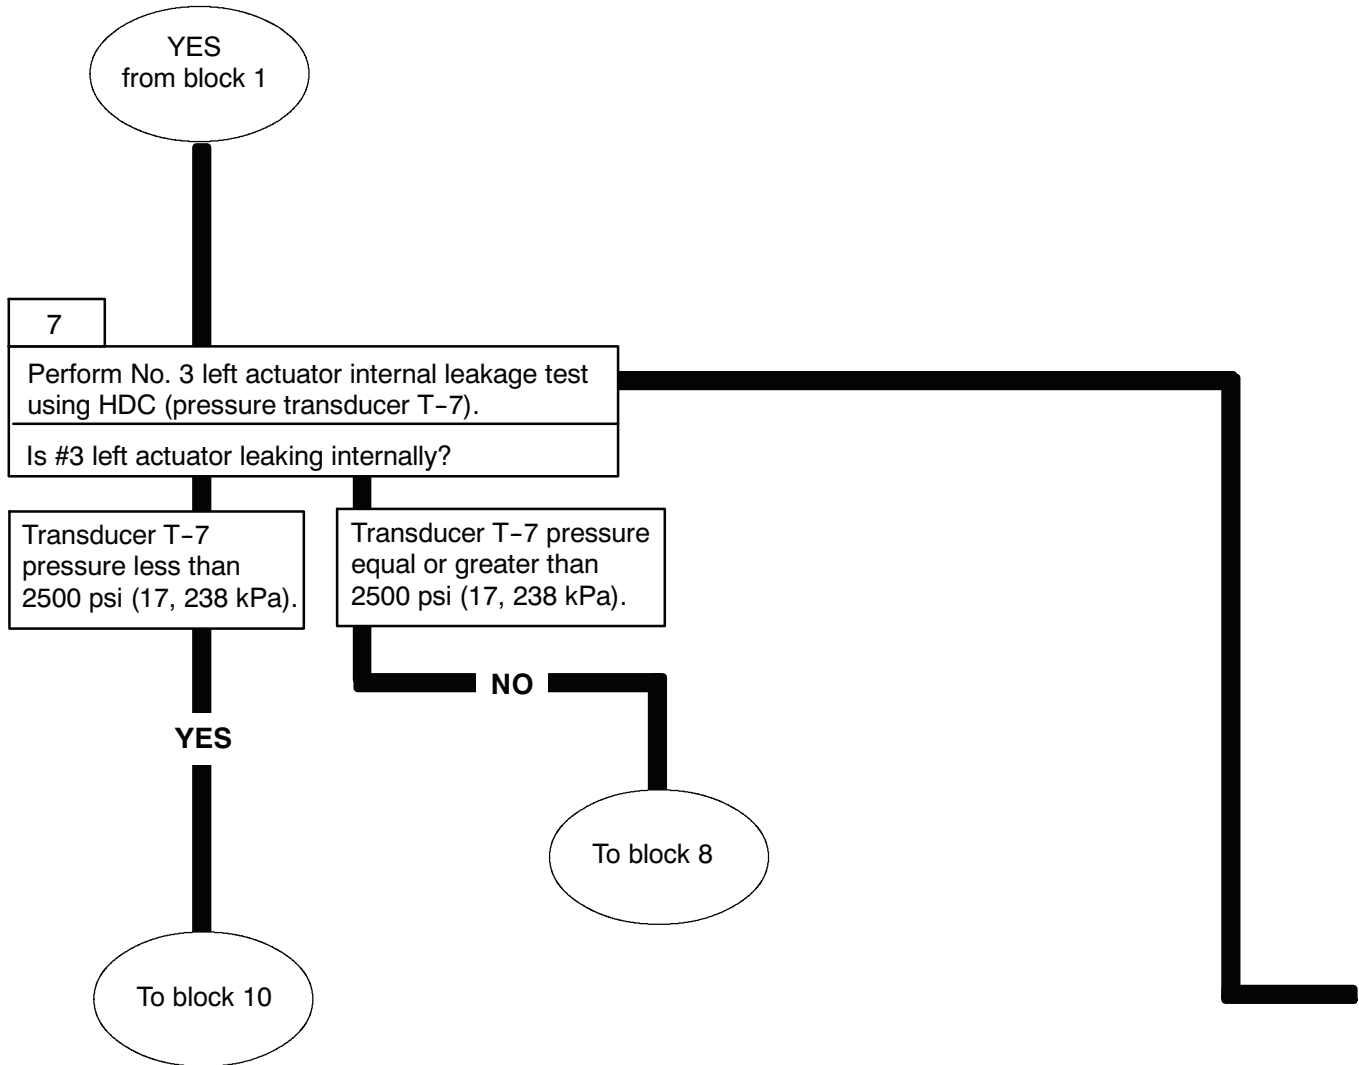 YES
from block 1
7
Perform No. 3 left actuator internal leakage test
using HDC (pressure transducer T-7).
Is #3 left actuator leaking internally?
Transducer T-7
pressure less than
2500 psi (17, 238 kPa).
Transducer T-7 pressure
equal or greater than
2500 psi (17, 238 kPa).
NO
YES
To block 8
To block 10